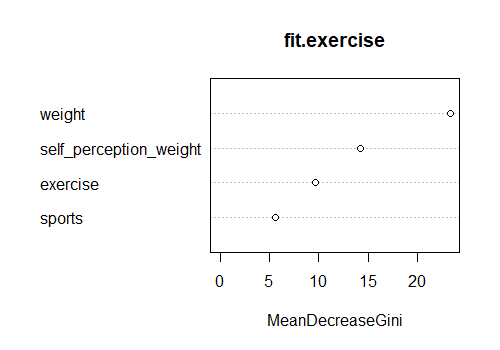 fit.exercise
weight
self_perception_weight
exercise
sports
0 5 10 15 20
MeanDecreaseGini